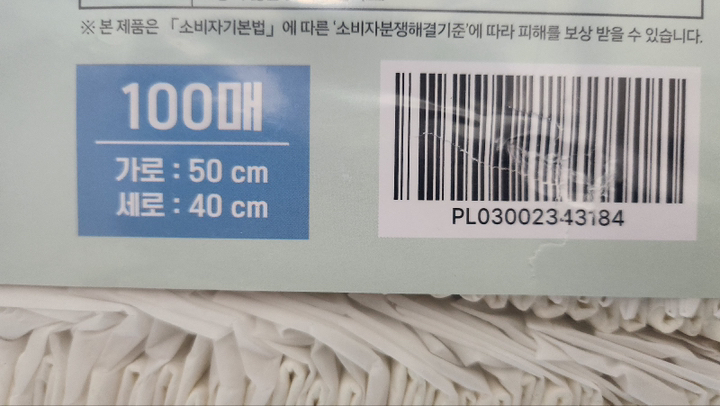 ※ 본 제품은 「소비자기본법」에 따른 '소비자분쟁해결기준'에 따라 피해를 보상 받을 수 있습니다.
100매
가로 : 50 cm
세로 : 40 cm
PL03002343184